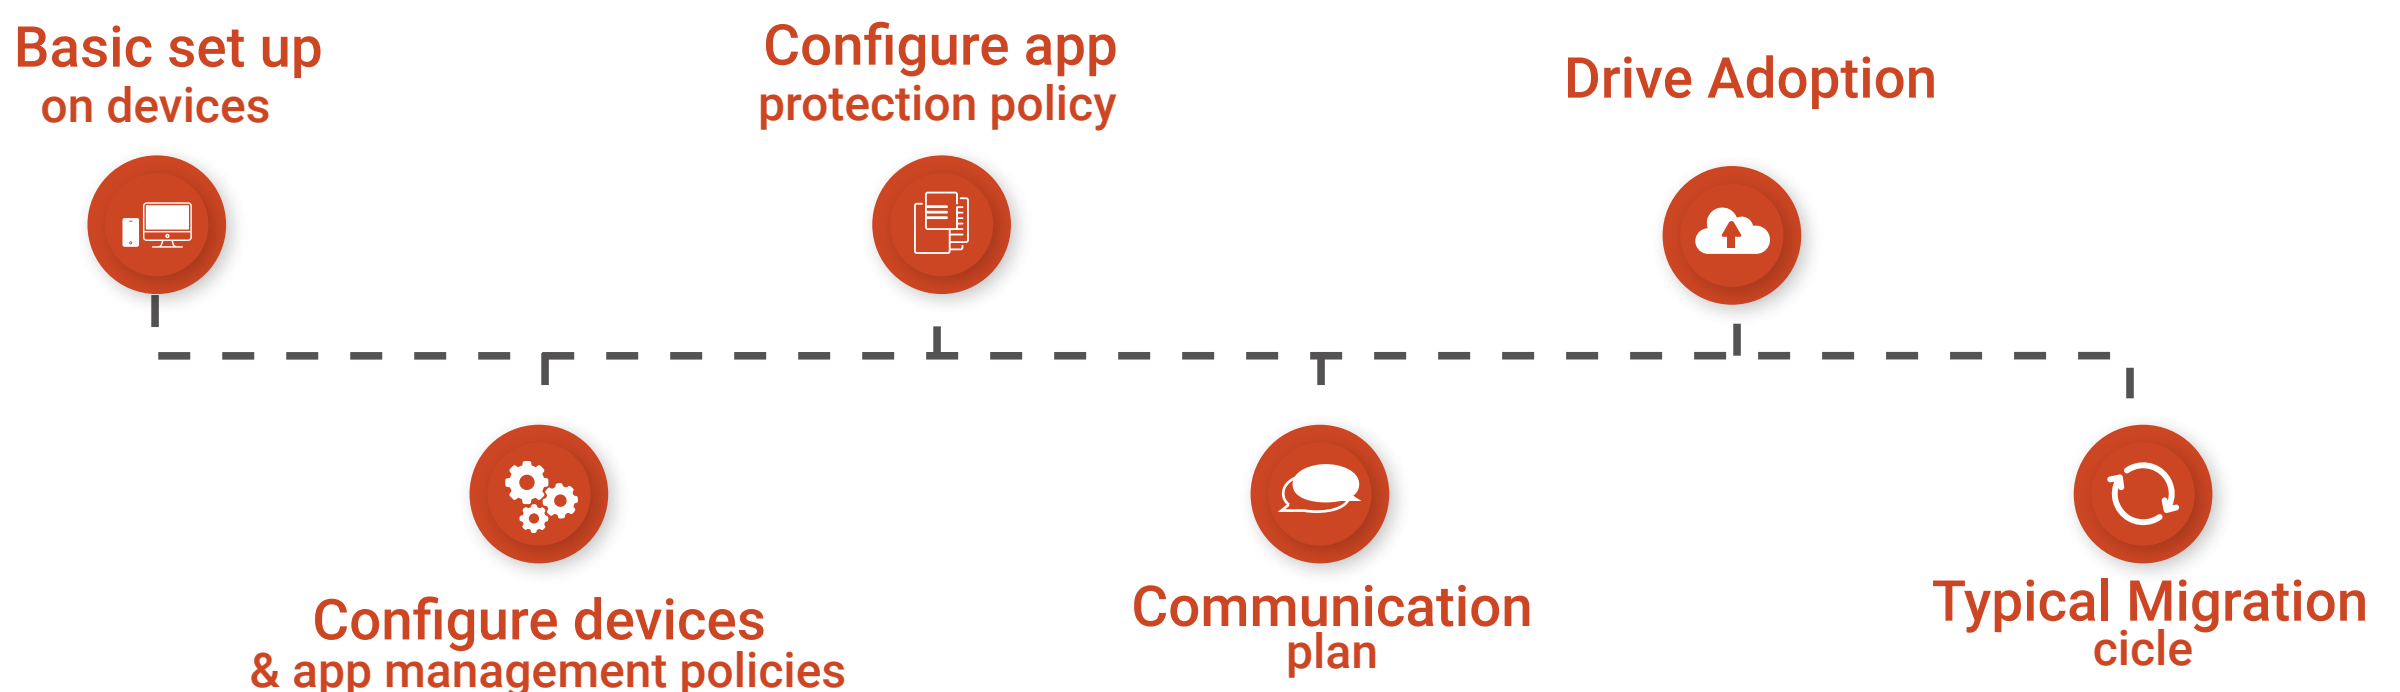 Basic set up
on devices
Configure devices
& app management policies
Configure app
protection policy
Communication
plan
Drive Adoption
Typical Migration
cicle